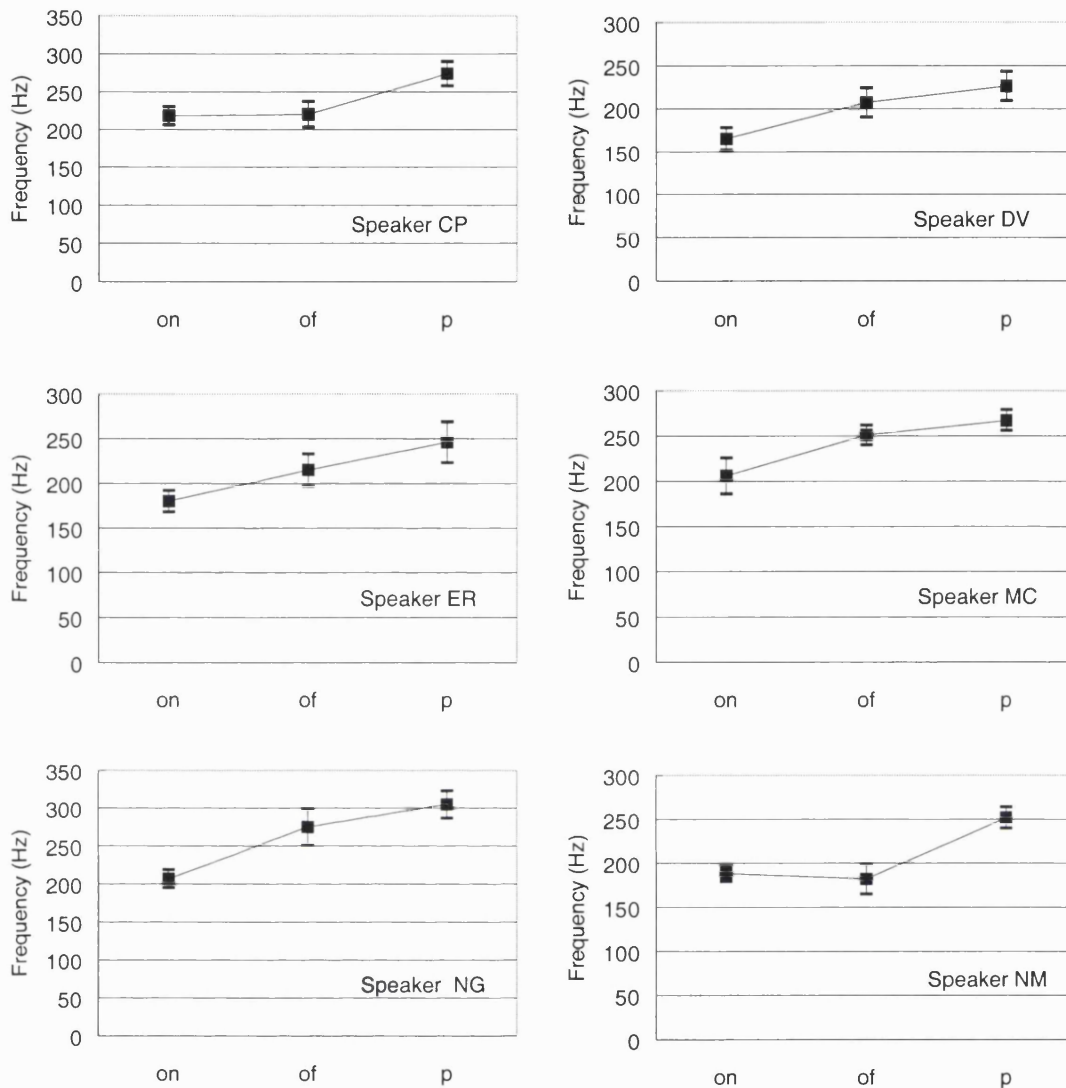 Frequency (Hz)
350
300
250
200
150
100
50
0
Speaker CP
on of p
Frequency (Hz)
300
250
200
150
100
50
0
Speaker DV
on of p
Frequency (Hz)
300
250
200
150
100
50
0
Speaker ER
on of p
Frequency (Hz)
300
250
200
150
100
50
0
Speaker MC
on of p
Frequency (Hz)
350
300
250
200
150
100
50
0
Speaker NG
on of p
Frequency (Hz)
300
250
200
150
100
50
0
Speaker NM
on of p